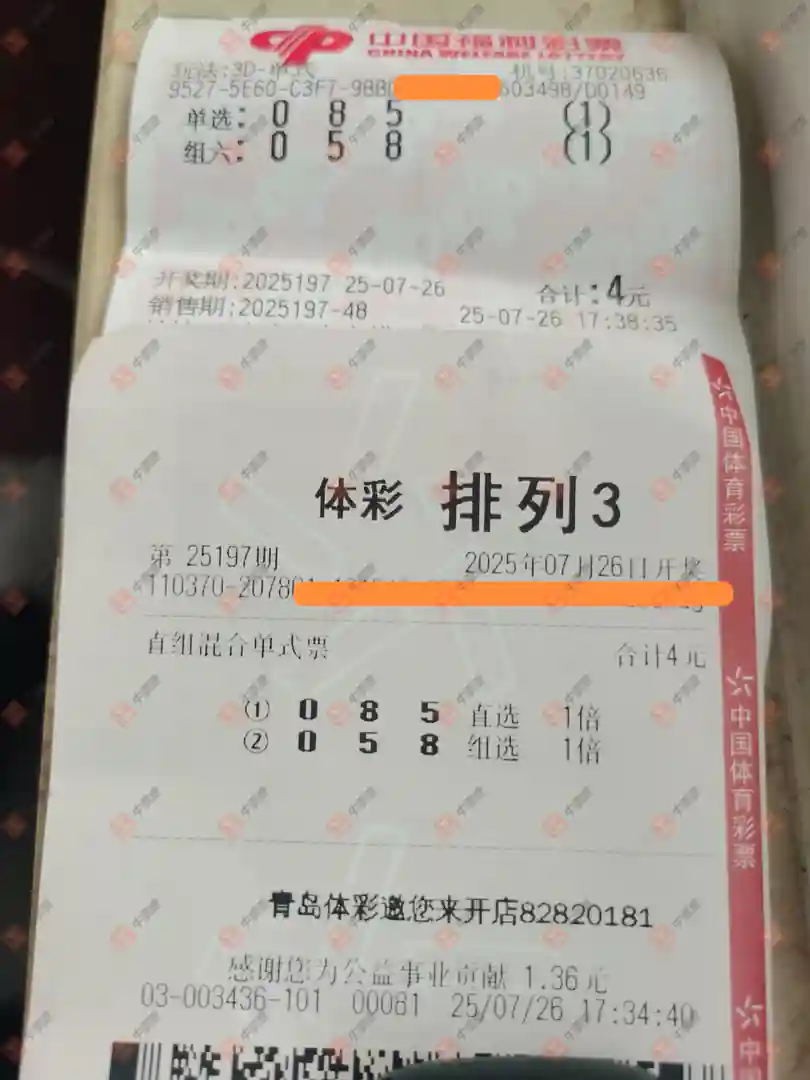 中国福利彩票
CHINA WELFARE LOTTERY
玩法:3D-单式 机号:37020636
9527-5E60-C3F7-98B 503498/00149
单选: 0 8 5 (1)
组六: 0 5 8 (1)
开奖期:2025197 25-07-26 合计:4元
销售期:2025197-48 25-07-26 17:38:35
体彩 排列3
第 25197期 2025年07月26日开奖
110370-20780
直组混合单式票 合计4元
① 0 8 5 直选 1倍
② 0 5 8 组选 1倍
青岛体彩邀您来开店82820181
感谢您为公益事业贡献 1.36元
03-003436-101 00081 25/07/26 17:34:40
中国体育彩票
中国体育彩票
中